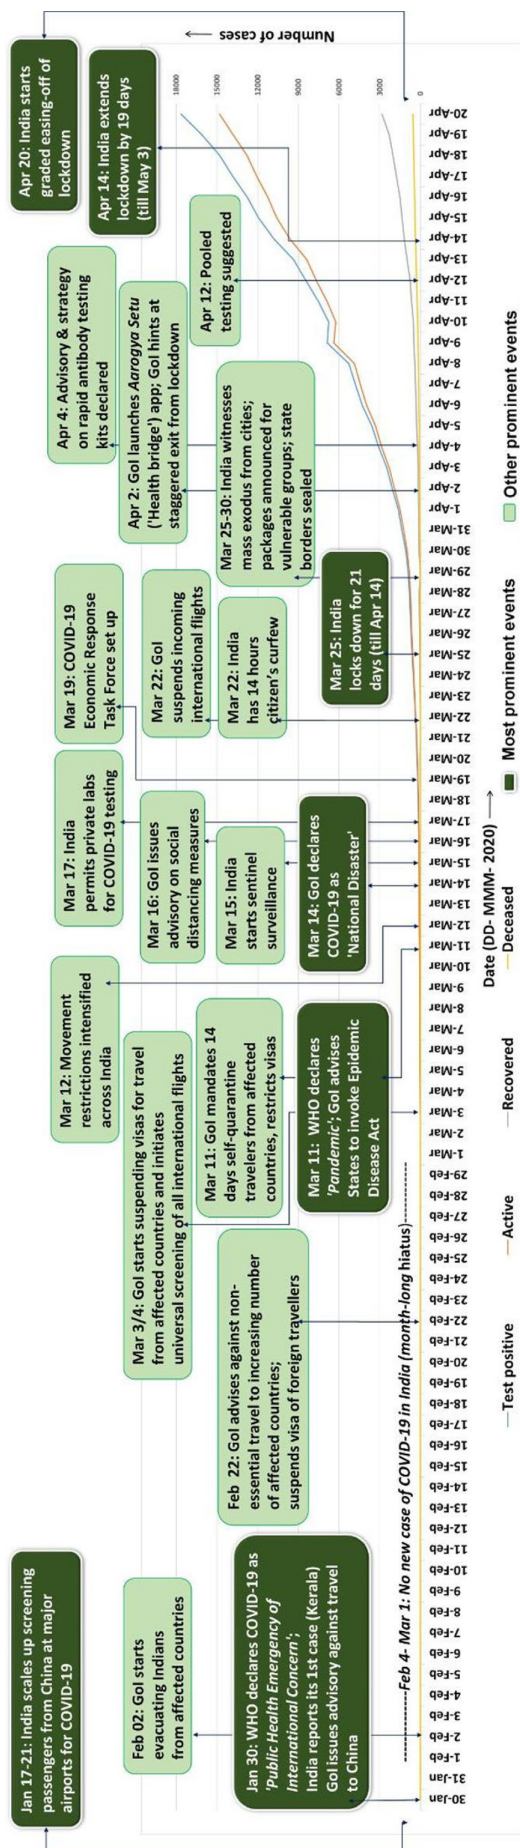 Jan 17-21: India scales up screening
passengers from China at major
airports for COVID-19
Feb 02: GoI starts
evacuating Indians
from affected countries
Jan 30: WHO declares COVID-19 as
'Public Health Emergency of
International Concern';
India reports its 1st case (Kerala)
GoI issues advisory against travel
to China
Feb 22: GoI advises against non-
essential travel to increasing number
of affected countries;
suspends visa of foreign travellers
Mar 3/4: GoI starts suspending visas for travel
from affected countries and initiates
universal screening of all international flights
Mar 11: GoI mandates 14
days self-quarantine
travelers from affected
countries, restricts visas
Mar 11: WHO declares
'Pandemic'; GoI advises
States to invoke Epidemic
Disease Act
Mar 12: Movement
restrictions intensified
across India
Mar 17: India
permits private labs
for COVID-19 testing
Mar 16: GoI issues
advisory on social
distancing measures
Mar 15: India
starts sentinel
surveillance
Mar 14: GoI declares
COVID-19 as
'National Disaster'
Mar 19: COVID-19
Economic Response
Task Force set up
Mar 22: GoI
suspends incoming
international flights
Mar 22: India
has 14 hours
citizen's curfew
Mar 25: India
locks down for 21
days (till Apr 14)
Apr 4: Advisory & strategy
on rapid antibody testing
kits declared
Apr 2: GoI launches Aarogya Setu
('Health bridge') app; GoI hints at
staggered exit from lockdown
Mar 25-30: India witnesses
mass exodus from cities;
packages announced for
vulnerable groups; state
borders sealed
Apr 12: Pooled
testing suggested
Apr 20: India starts
graded easing-off of
lockdown
Apr 14: India extends
lockdown by 19 days
(till May 3)
Number of cases
18000
15000
12000
9000
6000
3000
0
Feb 4- Mar 1: No new case of COVID-19 in India (month-long hiatus)
30-Jan
31-Jan
1-Feb
2-Feb
3-Feb
4-Feb
5-Feb
6-Feb
7-Feb
8-Feb
9-Feb
10-Feb
11-Feb
12-Feb
13-Feb
14-Feb
15-Feb
16-Feb
17-Feb
18-Feb
19-Feb
20-Feb
21-Feb
22-Feb
23-Feb
24-Feb
25-Feb
26-Feb
27-Feb
28-Feb
29-Feb
1-Mar
2-Mar
3-Mar
4-Mar
5-Mar
6-Mar
7-Mar
8-Mar
9-Mar
10-Mar
11-Mar
12-Mar
13-Mar
14-Mar
15-Mar
16-Mar
17-Mar
18-Mar
19-Mar
20-Mar
21-Mar
22-Mar
23-Mar
24-Mar
25-Mar
26-Mar
27-Mar
28-Mar
29-Mar
30-Mar
31-Mar
1-Apr
2-Apr
3-Apr
4-Apr
5-Apr
6-Apr
7-Apr
8-Apr
9-Apr
10-Apr
11-Apr
12-Apr
13-Apr
14-Apr
15-Apr
16-Apr
17-Apr
18-Apr
19-Apr
20-Apr
Date (DD- MMM- 2020)
Test positive
Active
Recovered
Deceased
Most prominent events
Other prominent events